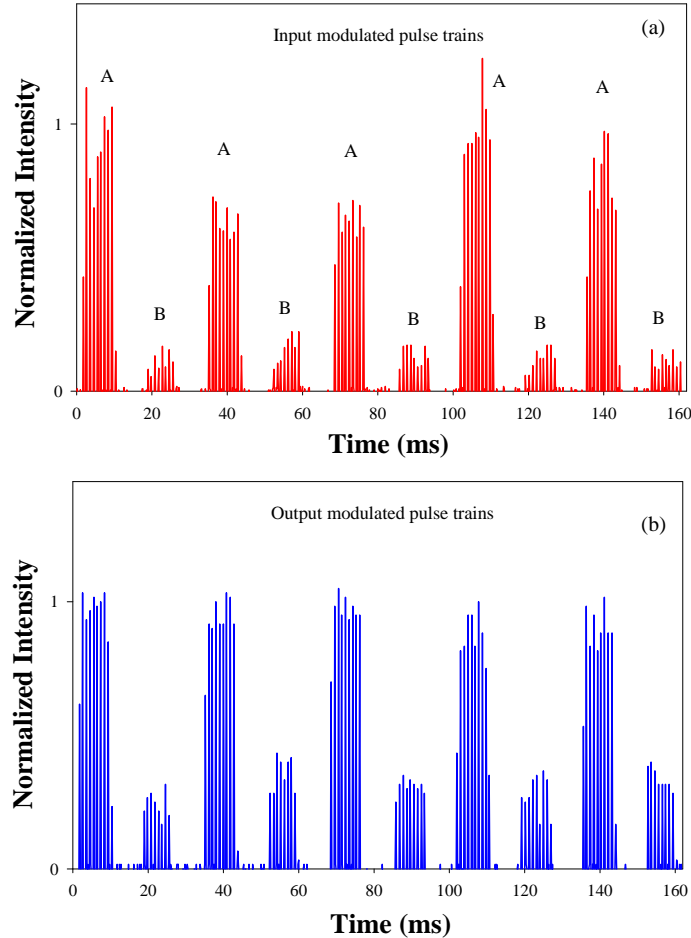 (a)
Input modulated pulse trains
A
A
A
A
A
B
B
B
B
B
1
0
Normalized Intensity
0 20 40 60 80 100 120 140 160
Time (ms)
Output modulated pulse trains
(b)
1
0
Normalized Intensity
0 20 40 60 80 100 120 140 160
Time (ms)